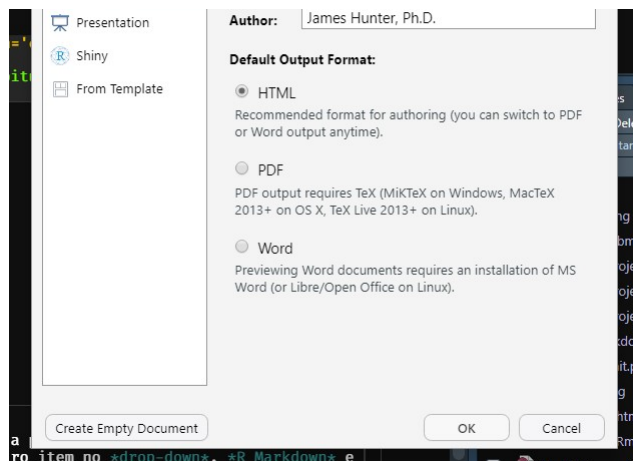 Presentation
Shiny
From Template
Author: James Hunter, Ph.D.
Default Output Format:
HTML
Recommended format for authoring (you can switch to PDF
or Word output anytime).
PDF
PDF output requires TeX (MiKTeX on Windows, MacTeX
2013+ on OS X, TeX Live 2013+ on Linux).
Word
Previewing Word documents requires an installation of MS
Word (or Libre/Open Office on Linux).
Create Empty Document
OK
Cancel
ro item no *drop-down*. *R Markdown* e